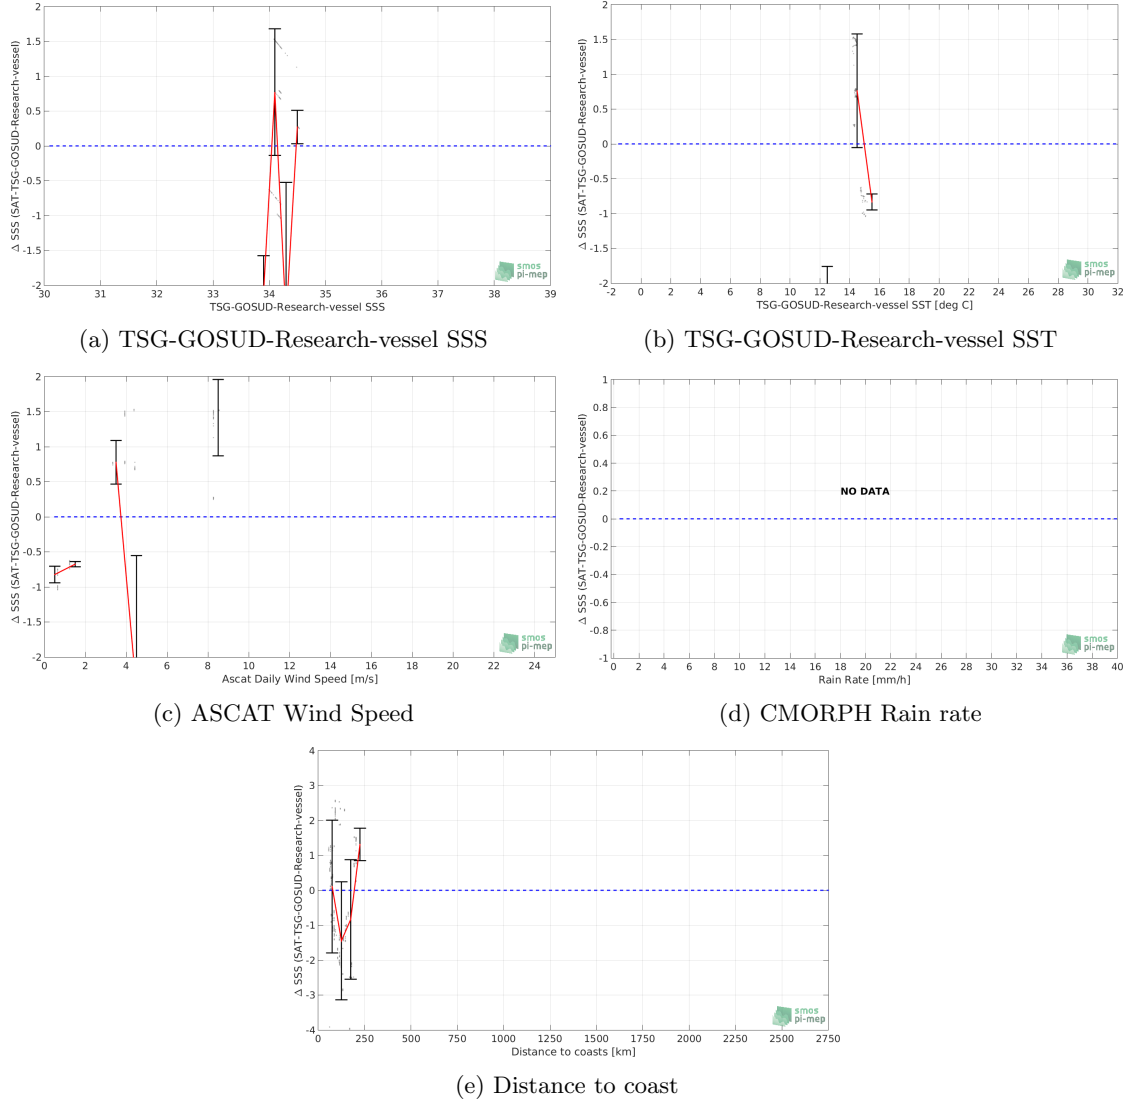 2
1.5
1
0.5
0
-0.5
-1
-1.5
-2
30 31 32 33 34 35 36 37 38 39
Δ SSS (SAT-TSG-GOSUD-Research-vessel)
TSG-GOSUD-Research-vessel SSS
smos
pi-mep
(a) TSG-GOSUD-Research-vessel SSS
2
1.5
1
0.5
0
-0.5
-1
-1.5
-2
-2 0 2 4 6 8 10 12 14 16 18 20 22 24 26 28 30 32
Δ SSS (SAT-TSG-GOSUD-Research-vessel)
TSG-GOSUD-Research-vessel SST [deg C]
smos
pi-mep
(b) TSG-GOSUD-Research-vessel SST
2
1.5
1
0.5
0
-0.5
-1
-1.5
-2
0 2 4 6 8 10 12 14 16 18 20 22 24
Δ SSS (SAT-TSG-GOSUD-Research-vessel)
Ascat Daily Wind Speed [m/s]
smos
pi-mep
(c) ASCAT Wind Speed
1
0.8
0.6
0.4
0.2
0
-0.2
-0.4
-0.6
-0.8
-1
0 2 4 6 8 10 12 14 16 18 20 22 24 26 28 30 32 34 36 38 40
Δ SSS (SAT-TSG-GOSUD-Research-vessel)
NO DATA
Rain Rate [mm/h]
smos
pi-mep
(d) CMORPH Rain rate
4
3
2
1
0
-1
-2
-3
-4
0 250 500 750 1000 1250 1500 1750 2000 2250 2500 2750
Δ SSS (SAT-TSG-GOSUD-Research-vessel)
Distance to coasts [km]
smos
pi-mep
(e) Distance to coast